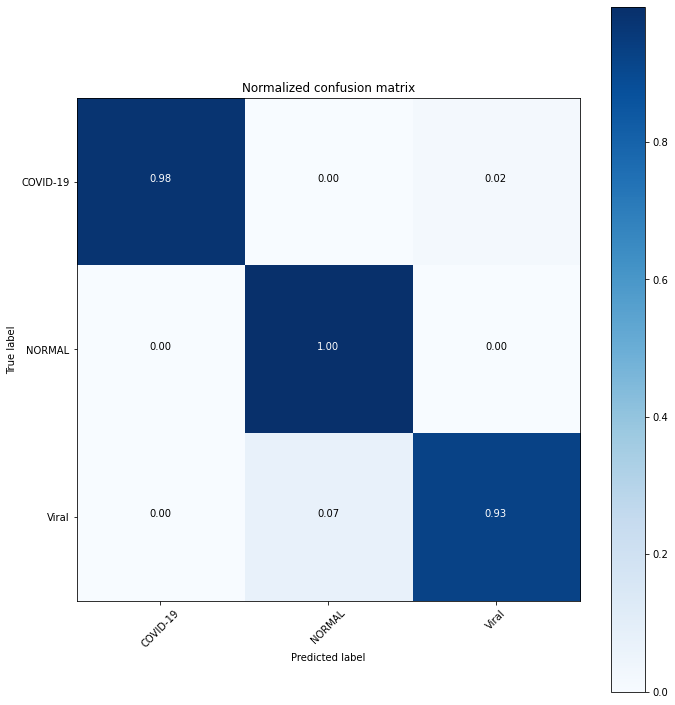 Normalized confusion matrix
COVID-19
0.98
0.00
0.02
NORMAL
0.00
1.00
0.00
Viral
0.00
0.07
0.93
True label
COVID-19
NORMAL
Viral
Predicted label
0.8
0.6
0.4
0.2
0.0